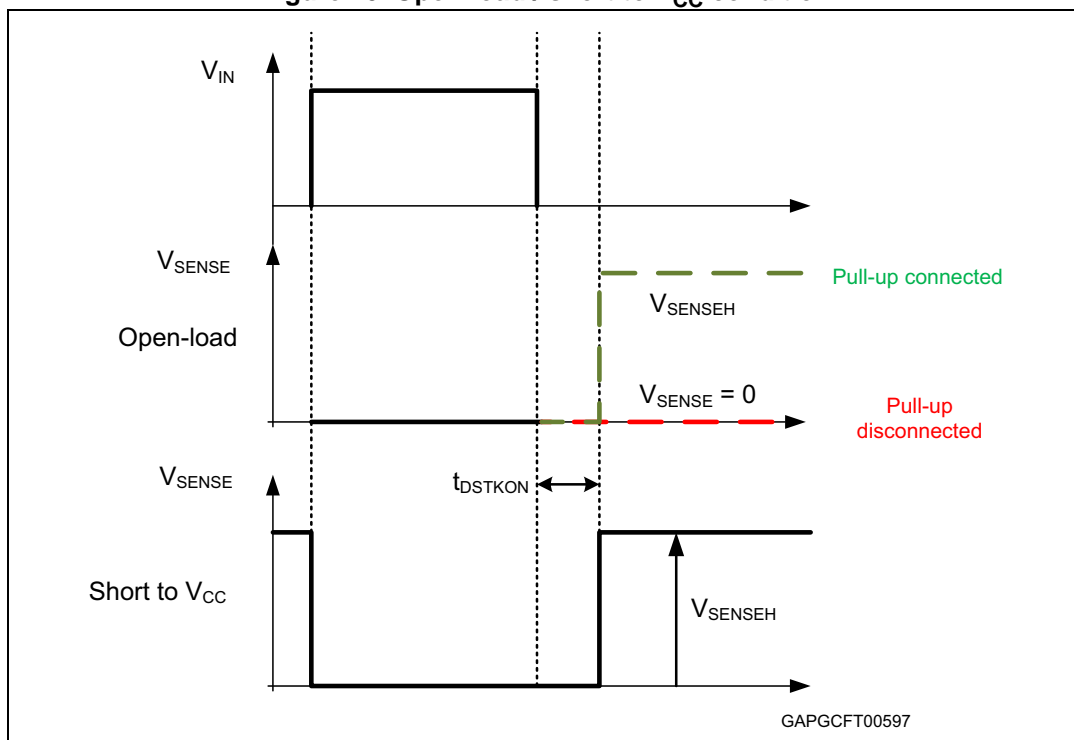 V_IN
V_SENSE
Pull-up connected
V_SENSEH
Open-load
V_SENSE = 0
Pull-up
disconnected
V_SENSE
t_DSTKON
Short to V_CC
V_SENSEH
GAPGCFT00597